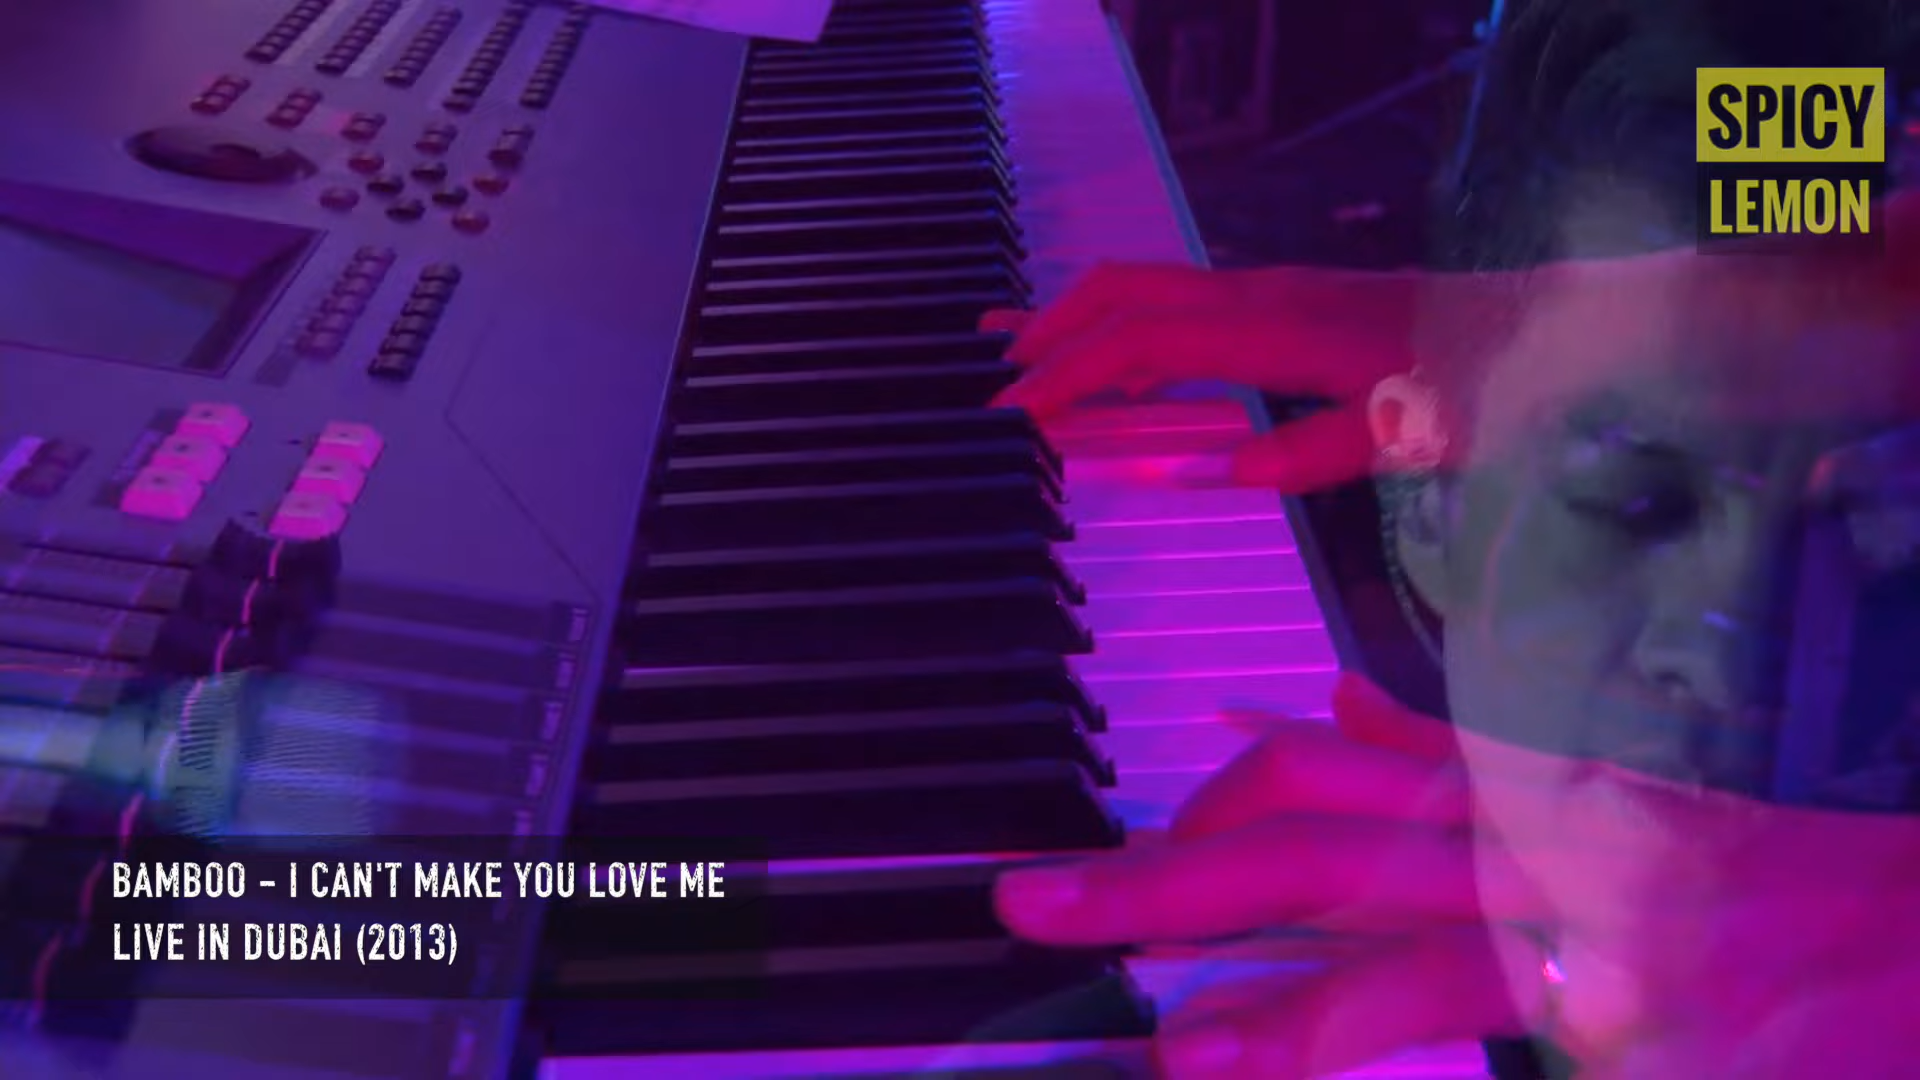 SPICY
LEMON
BAMBOO - I CAN'T MAKE YOU LOVE ME
LIVE IN DUBAI (2013)